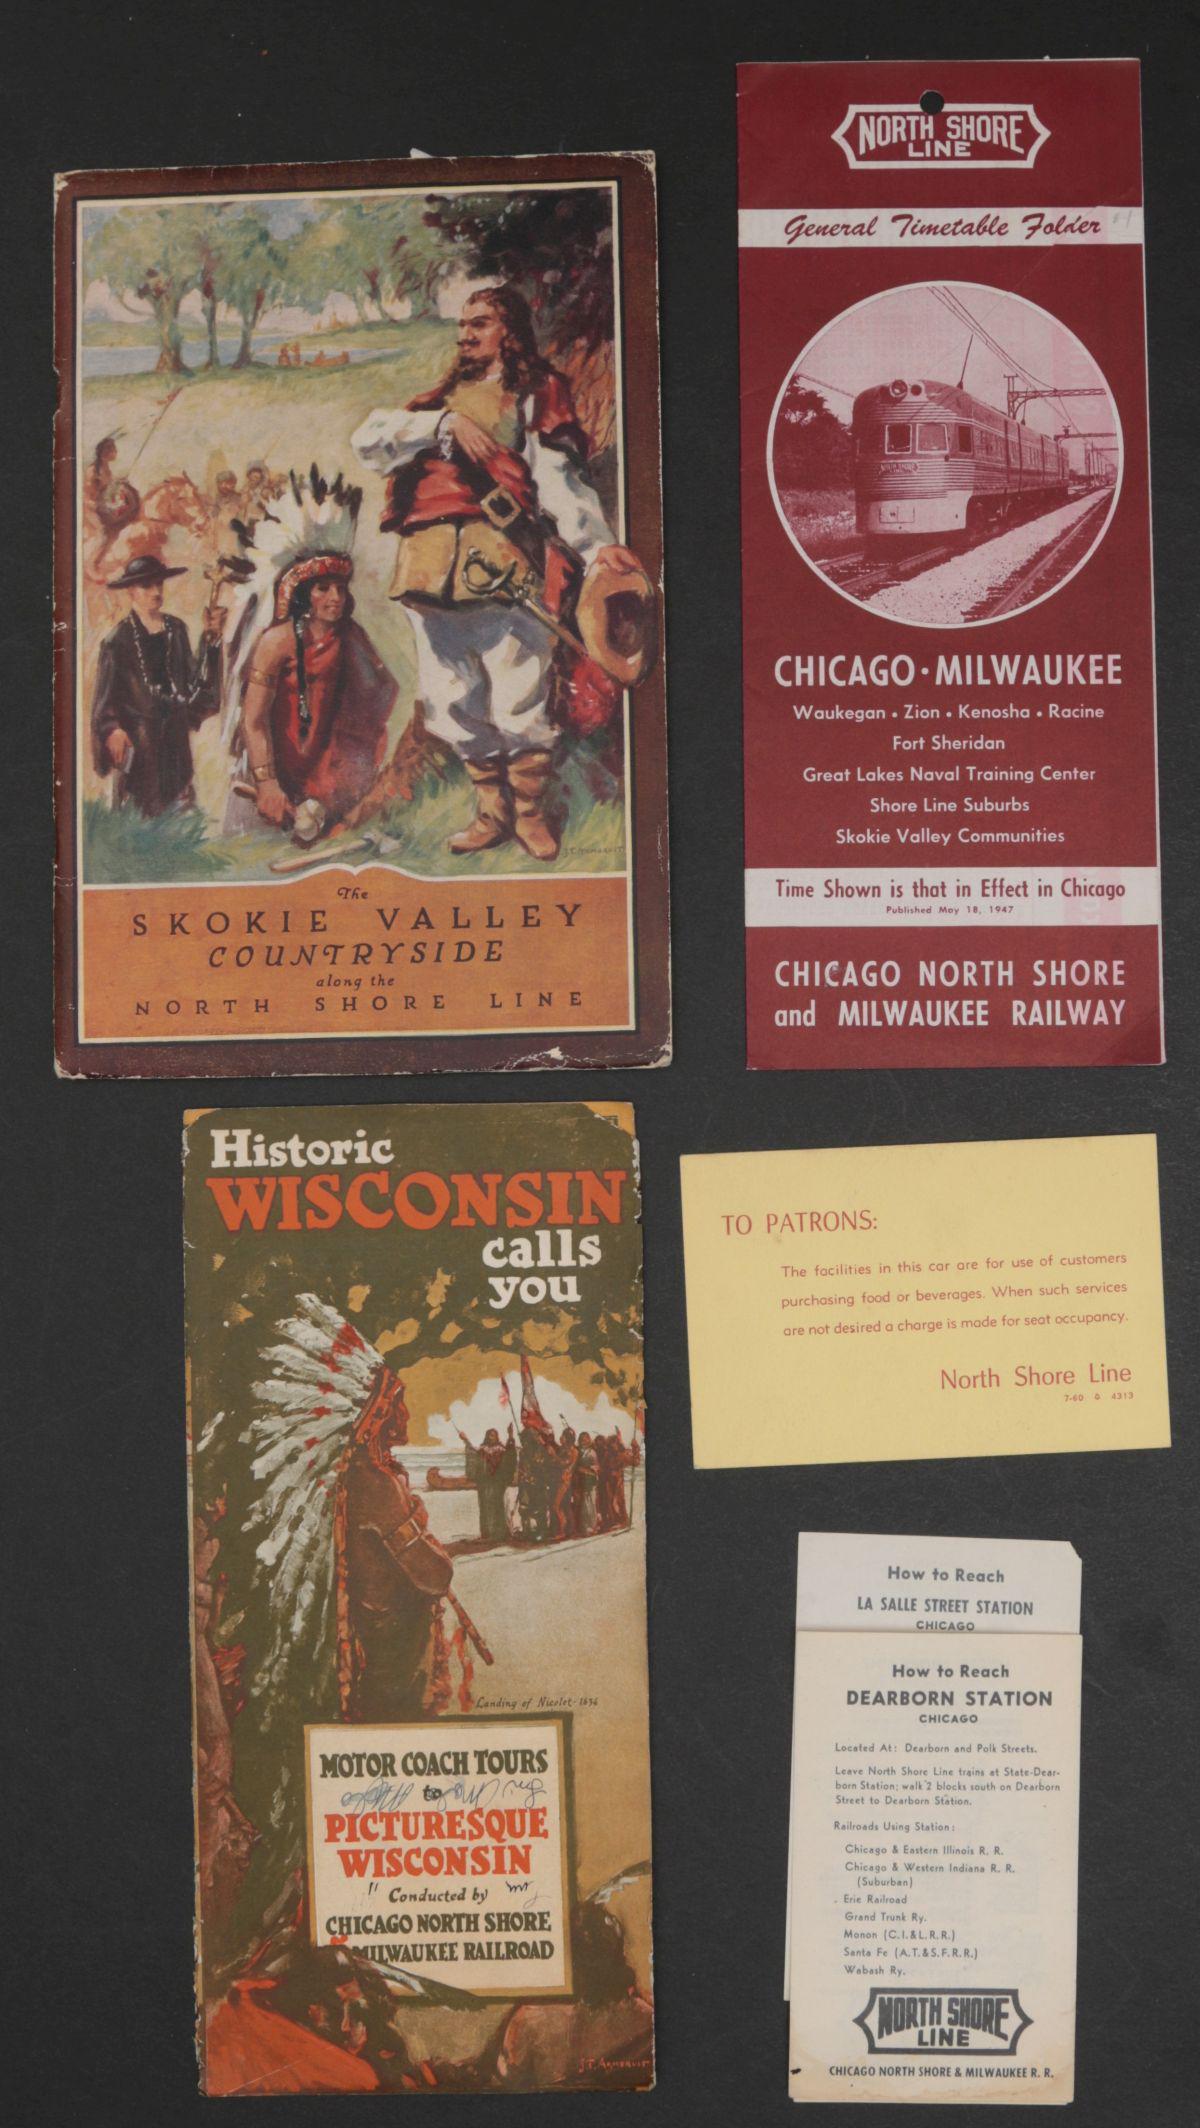 The
SKOKIE VALLEY
COUNTRYSIDE
along the
NORTH SHORE LINE
NORTH SHORE
LINE
General Timetable Folder
NORTH SHORE
CHICAGO • MILWAUKEE
Waukegan • Zion • Kenosha • Racine
Fort Sheridan
Great Lakes Naval Training Center
Shore Line Suburbs
Skokie Valley Communities
Time Shown is that in Effect in Chicago
Published May 18, 1947
CHICAGO NORTH SHORE
and MILWAUKEE RAILWAY
Historic
WISCONSIN
calls
you
Landing of Nicolet - 1634
MOTOR COACH TOURS
to
PICTURESQUE
WISCONSIN
Conducted by
CHICAGO NORTH SHORE
MILWAUKEE RAILROAD
TO PATRONS:
The facilities in this car are for use of customers
purchasing food or beverages. When such services
are not desired a charge is made for seat occupancy.
North Shore Line
7-60 4313
How to Reach
LA SALLE STREET STATION
CHICAGO
How to Reach
DEARBORN STATION
CHICAGO
Located At: Dearborn and Polk Streets.
Leave North Shore Line trains at State-Dear-
born Station; walk 2 blocks south on Dearborn
Street to Dearborn Station.
Railroads Using Station:
Chicago & Eastern Illinois R. R.
Chicago & Western Indiana R. R.
(Suburban)
Erie Railroad
Grand Trunk Ry.
Monon (C.I.&L.R.R.)
Santa Fe (A.T.&S.F.R.R.)
Wabash Ry.
NORTH SHORE
LINE
CHICAGO NORTH SHORE & MILWAUKEE R. R.